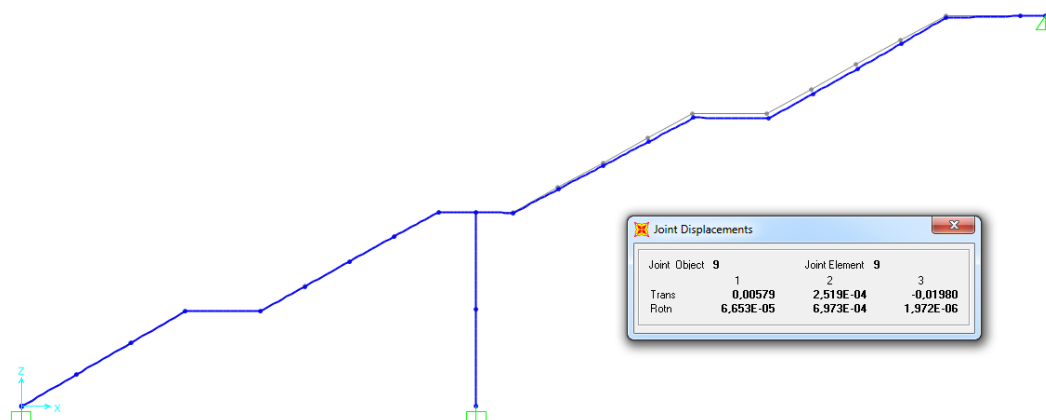 Joint Displacements
Joint Object 9 Joint Element 9
1 2 3
Trans 0,00579 2,519E-04 -0,01980
Rotn 6,653E-05 6,973E-04 1,972E-06
Z
X